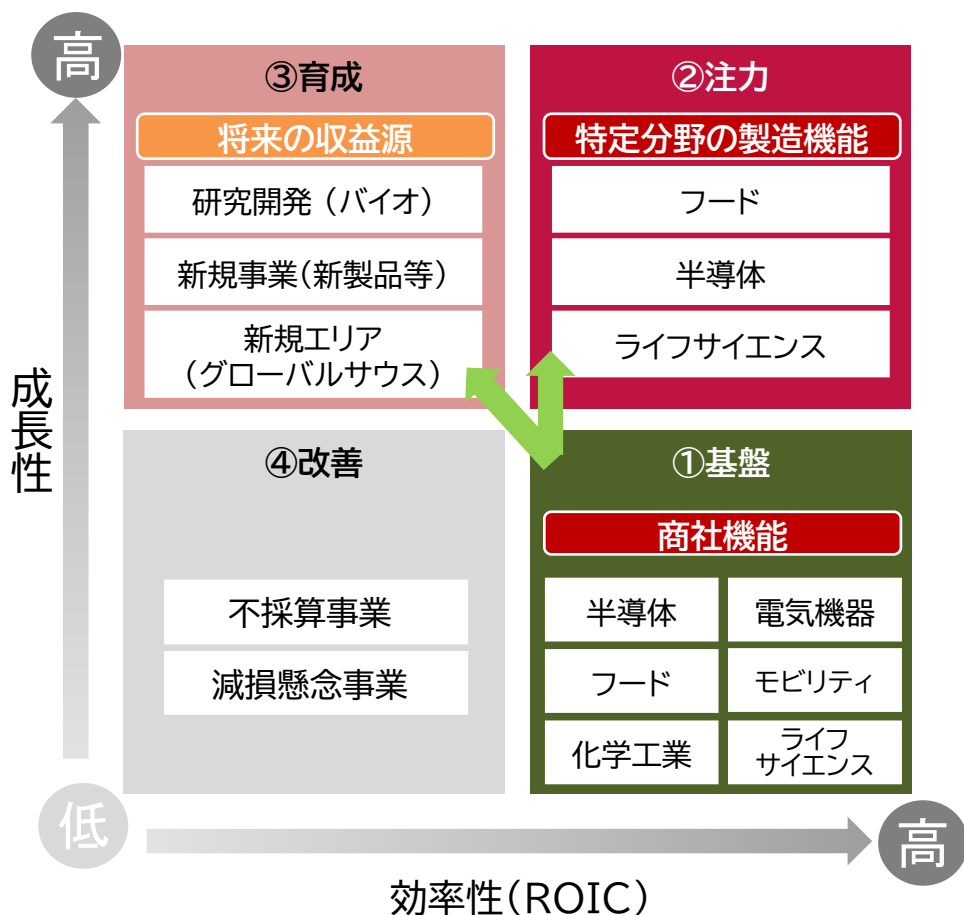 高
③育成
将来の収益源
研究開発（バイオ）
新規事業（新製品等）
新規エリア
（グローバルサウス）
②注力
特定分野の製造機能
フード
半導体
ライフサイエンス
成長性
④改善
不採算事業
減損懸念事業
①基盤
商社機能
半導体
電気機器
フード
モビリティ
化学工業
ライフ
サイエンス
低
高
効率性（ROIC）